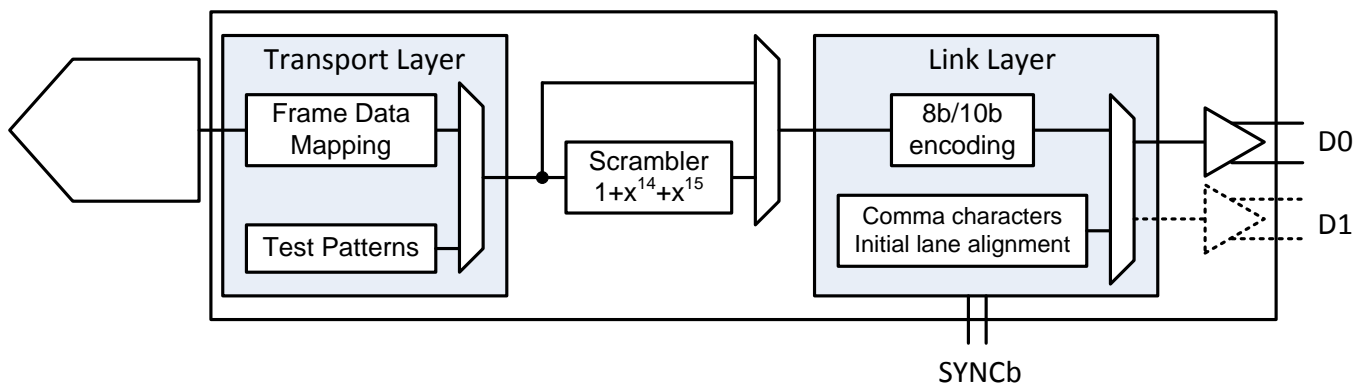 Transport Layer
Frame Data
Mapping
Test Patterns
Scrambler
1+x¹⁴+x¹⁵
Link Layer
8b/10b
encoding
Comma characters
Initial lane alignment
D0
D1
SYNCb